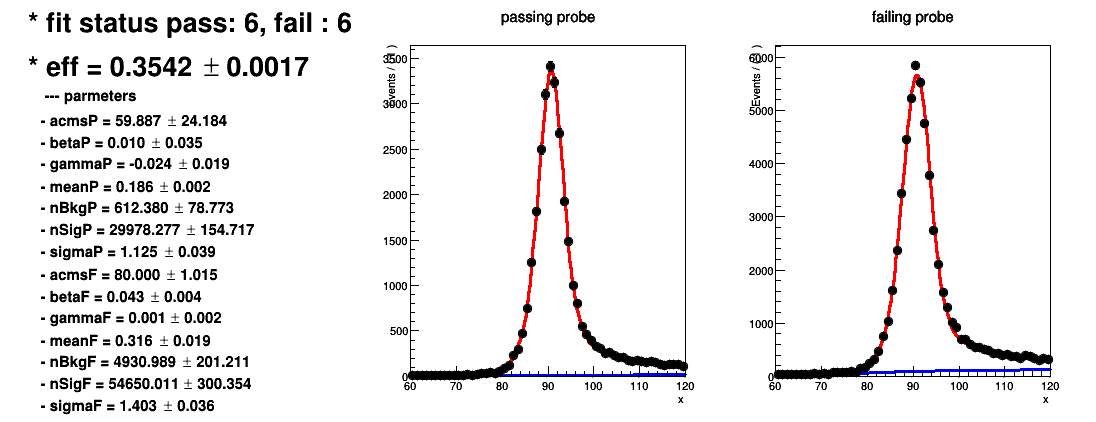 * fit status pass: 6, fail : 6
* eff = 0.3542 ± 0.0017
--- parmeters
- acmsP = 59.887 ± 24.184
- betaP = 0.010 ± 0.035
- gammaP = -0.024 ± 0.019
- meanP = 0.186 ± 0.002
- nBkgP = 612.380 ± 78.773
- nSigP = 29978.277 ± 154.717
- sigmaP = 1.125 ± 0.039
- acmsF = 80.000 ± 1.015
- betaF = 0.043 ± 0.004
- gammaF = 0.001 ± 0.002
- meanF = 0.316 ± 0.019
- nBkgF = 4930.989 ± 201.211
- nSigF = 54650.011 ± 300.354
- sigmaF = 1.403 ± 0.036
passing probe
Events / (
3500
3000
2500
2000
1500
1000
500
0
60 70 80 90 100 110 120
x
failing probe
Events / (
6000
5000
4000
3000
2000
1000
0
60 70 80 90 100 110 120
x